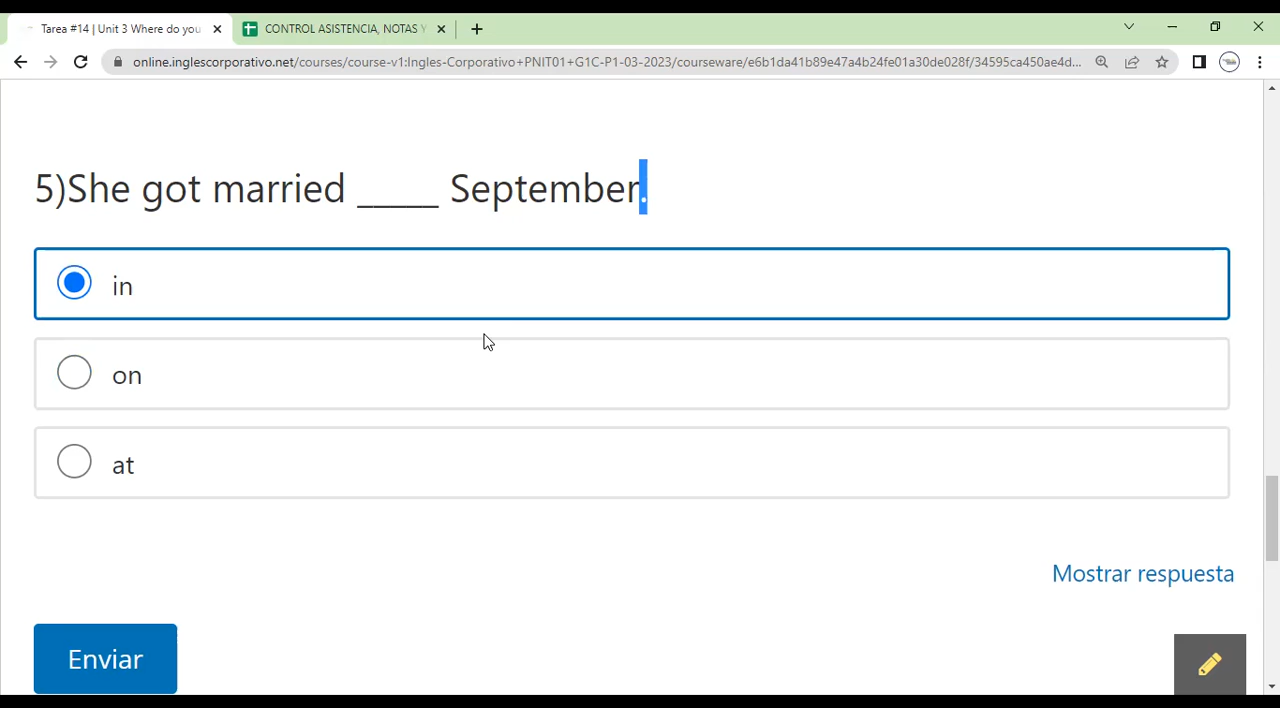 Tarea #14 | Unit 3 Where do you
CONTROL ASISTENCIA, NOTAS Y
online.inglescorporativo.net/courses/course-v1:Ingles-Corporativo+PNIT01+G1C-P1-03-2023/courseware/e6b1da41b89e47a4b24fe01a30de028f/34595ca450ae4d...
5)She got married _____ September.
in
on
at
Mostrar respuesta
Enviar